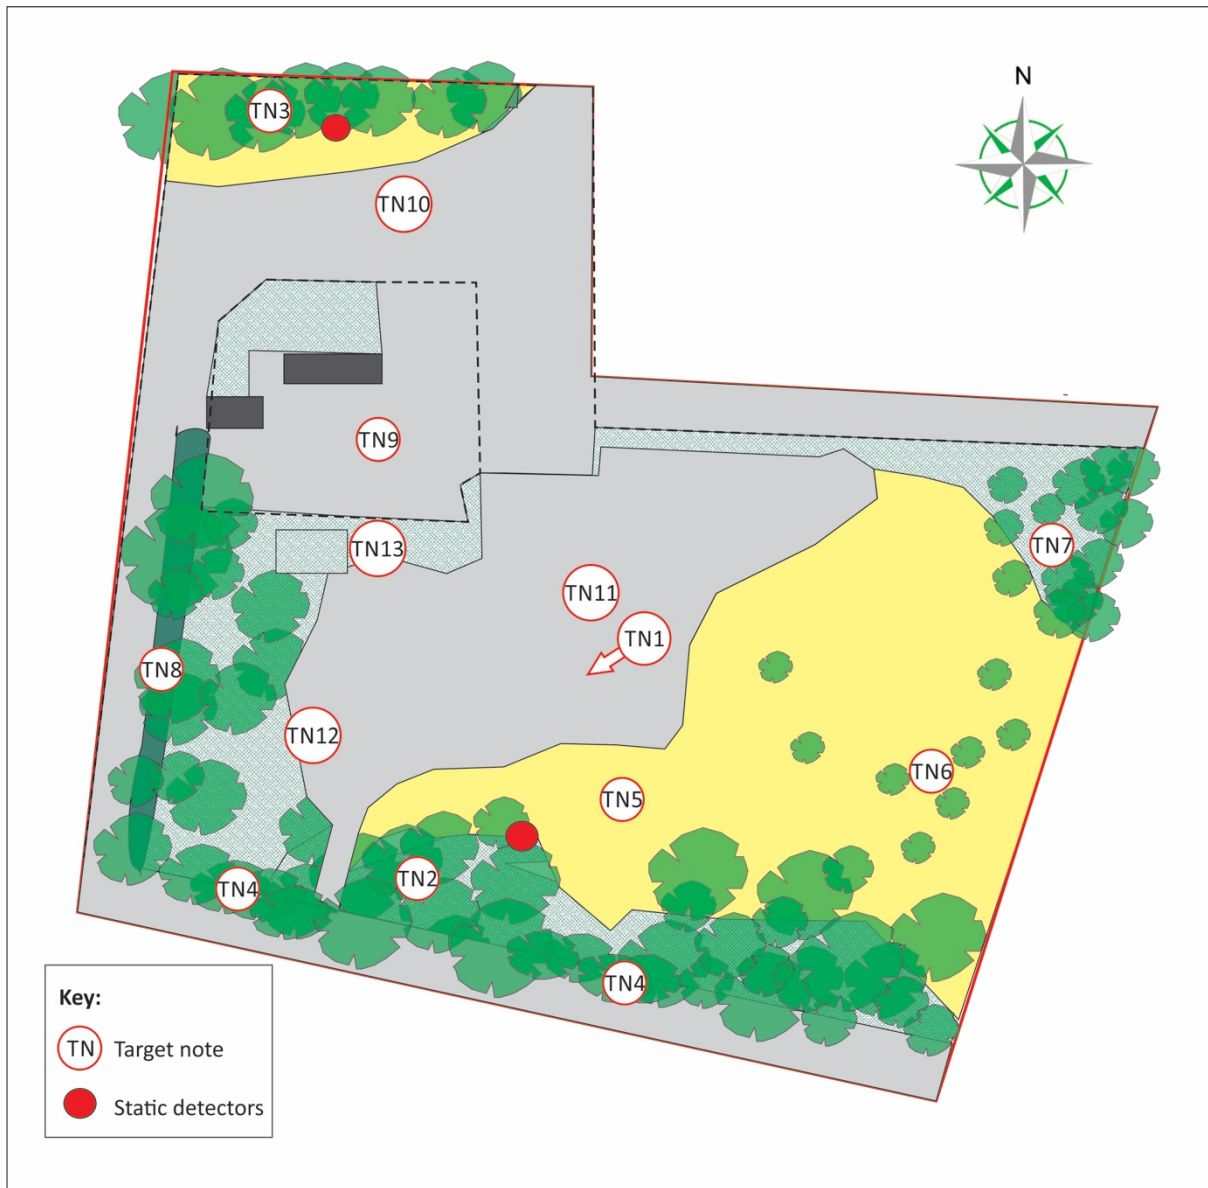 N
TN3
TN10
TN9
TN13
TN7
TN11
TN1
TN8
TN12
TN6
TN5
TN2
TN4
TN4
Key:
TN Target note
Static detectors